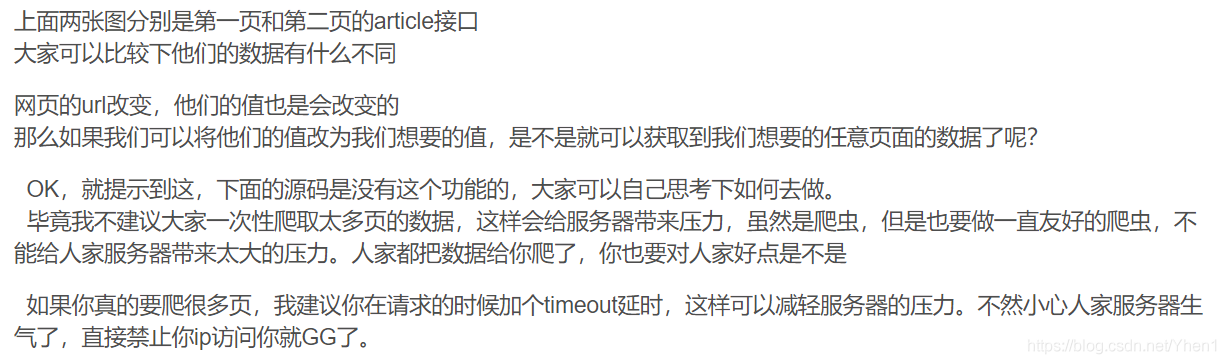 上面两张图分别是第一页和第二页的article接口
大家可以比较下他们的数据有什么不同
网页的url改变，他们的值也是会改变的
那么如果我们可以将他们的值改为我们想要的值，是不是就可以获取到我们想要的任意页面的数据了呢？
OK，就提示到这，下面的源码是没有这个功能的，大家可以自己思考下如何去做。
毕竟我不建议大家一次性爬取太多页的数据，这样会给服务器带来压力，虽然是爬虫，但是也要做一直友好的爬虫，不
能给人家服务器带来太大的压力。人家都把数据给你爬了，你也要对人家好点是不是
如果你真的要爬很多页，我建议你在请求的时候加个timeout延时，这样可以减轻服务器的压力。不然小心人家服务器生
气了，直接禁止你ip访问你就GG了。
https://blog.csdn.net/Yhen1